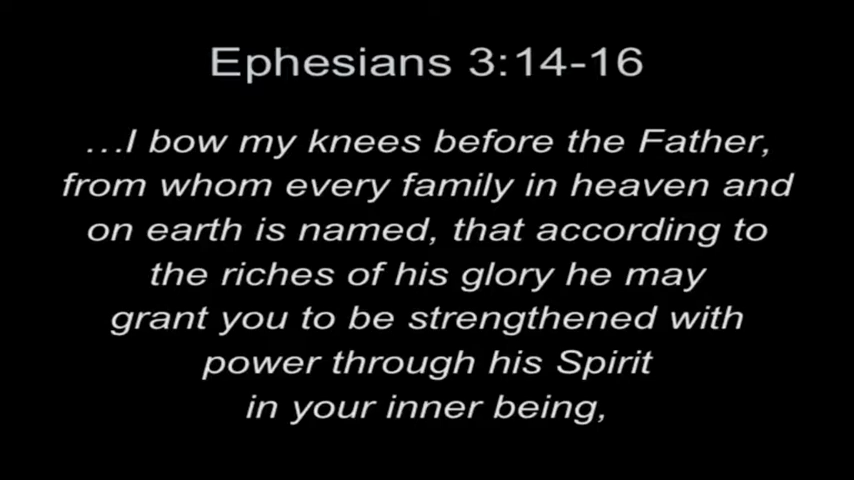 Ephesians 3:14-16
…I bow my knees before the Father,
from whom every family in heaven and
on earth is named, that according to
the riches of his glory he may
grant you to be strengthened with
power through his Spirit
in your inner being,